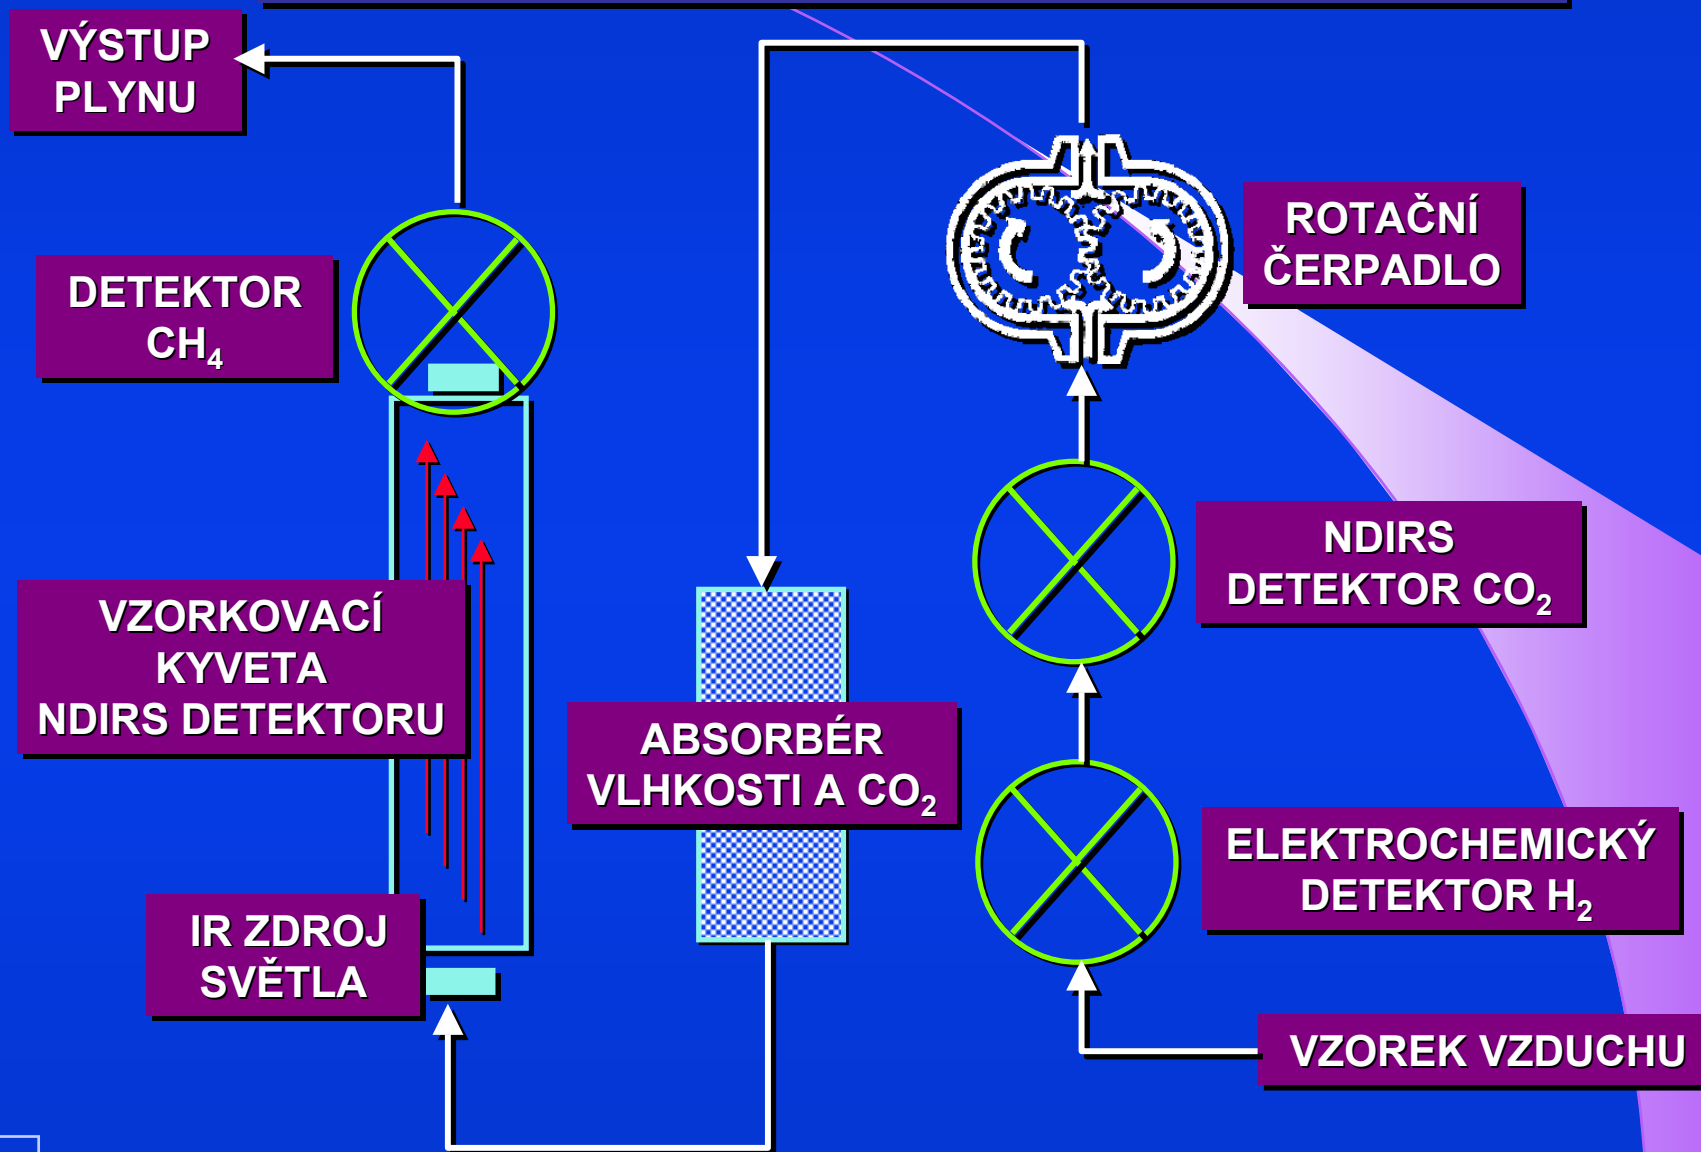 VÝSTUP
PLYNU
DETEKTOR
CH₄
VZORKOVACÍ
KYVETA
NDIRS DETEKTORU
IR ZDROJ
SVĚTLA
ABSORBÉR
VLHKOSTI A CO₂
ROTAČNÍ
ČERPADLO
NDIRS
DETEKTOR CO₂
ELEKTROCHEMICKÝ
DETEKTOR H₂
VZOREK VZDUCHU